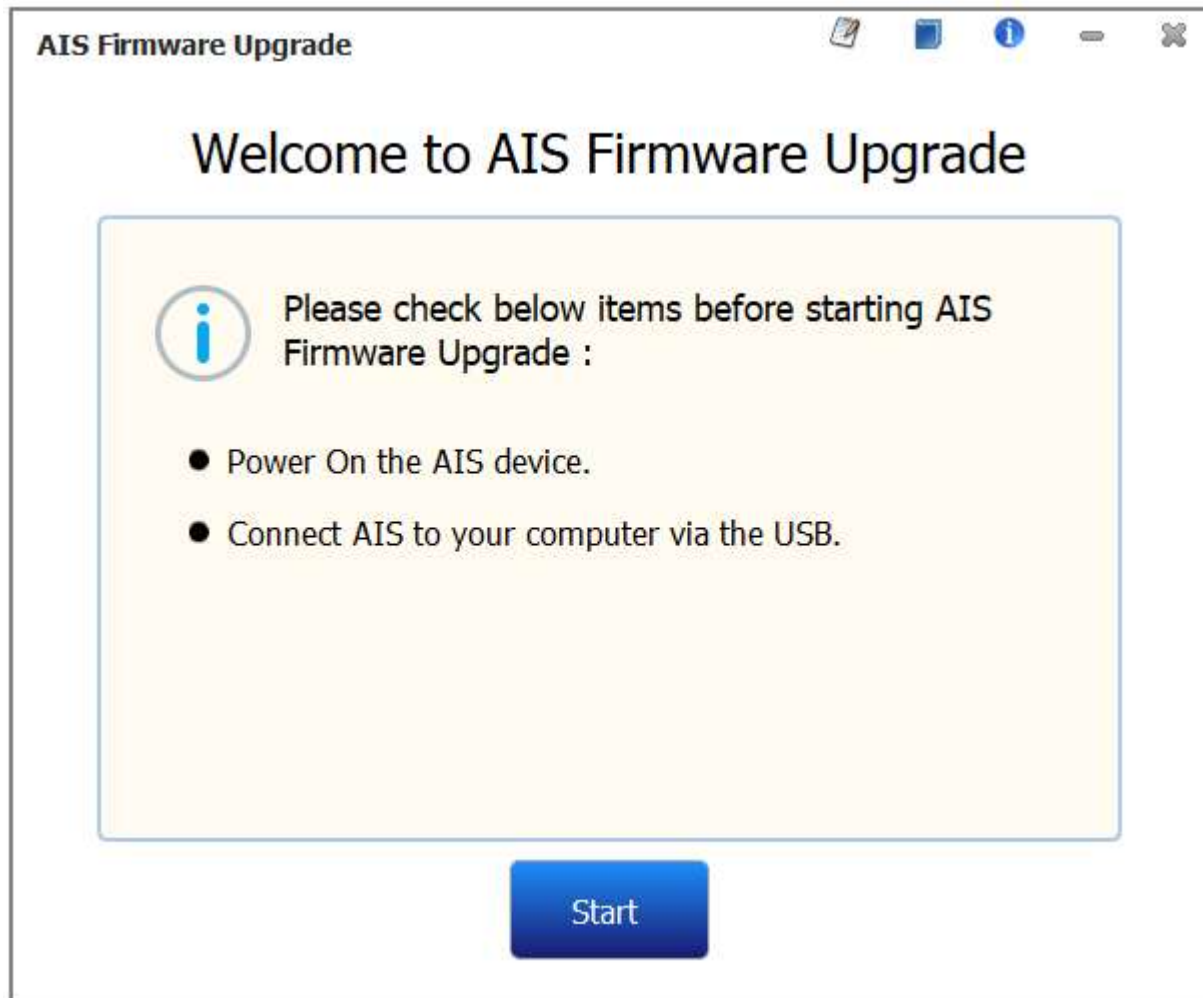 AIS Firmware Upgrade
Welcome to AIS Firmware Upgrade
Please check below items before starting AIS
Firmware Upgrade :
● Power On the AIS device.
● Connect AIS to your computer via the USB.
Start